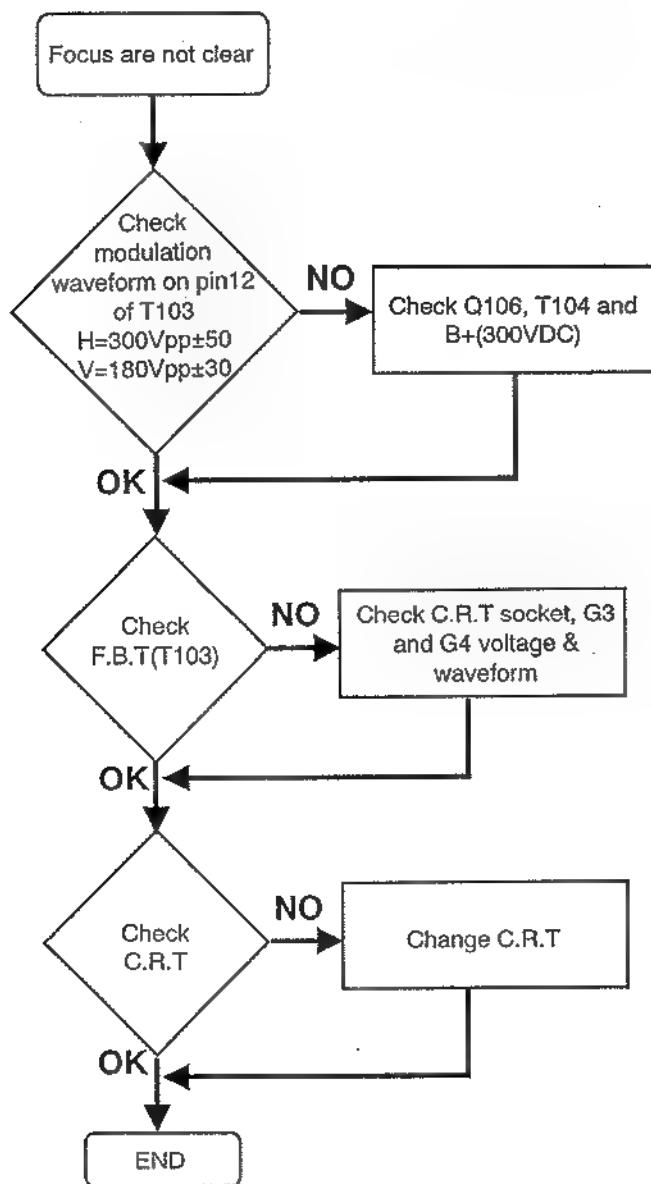 Focus are not clear
Check
modulation
waveform on pin12
of T103
H=300Vpp±50
V=180Vpp±30
NO
Check Q106, T104 and
B+(300VDC)
OK
Check
F.B.T(T103)
NO
Check C.R.T socket, G3
and G4 voltage &
waveform
OK
Check
C.R.T
NO
Change C.R.T
OK
END